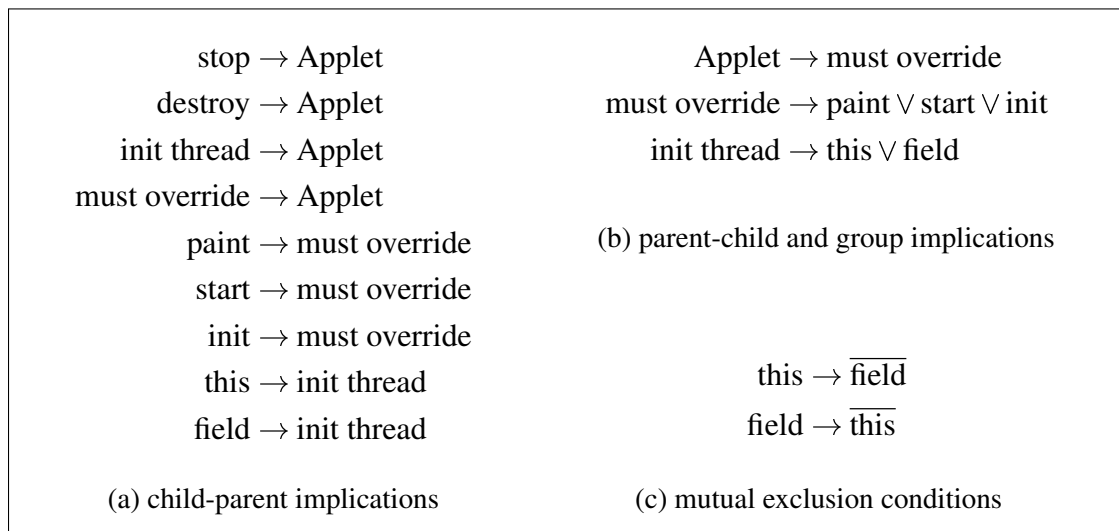 stop → Applet
destroy → Applet
init thread → Applet
must override → Applet
paint → must override
start → must override
init → must override
this → init thread
field → init thread
(a) child-parent implications
Applet → must override
must override → paint ∨ start ∨ init
init thread → this ∨ field
(b) parent-child and group implications
this → \overline{field}
field → \overline{this}
(c) mutual exclusion conditions